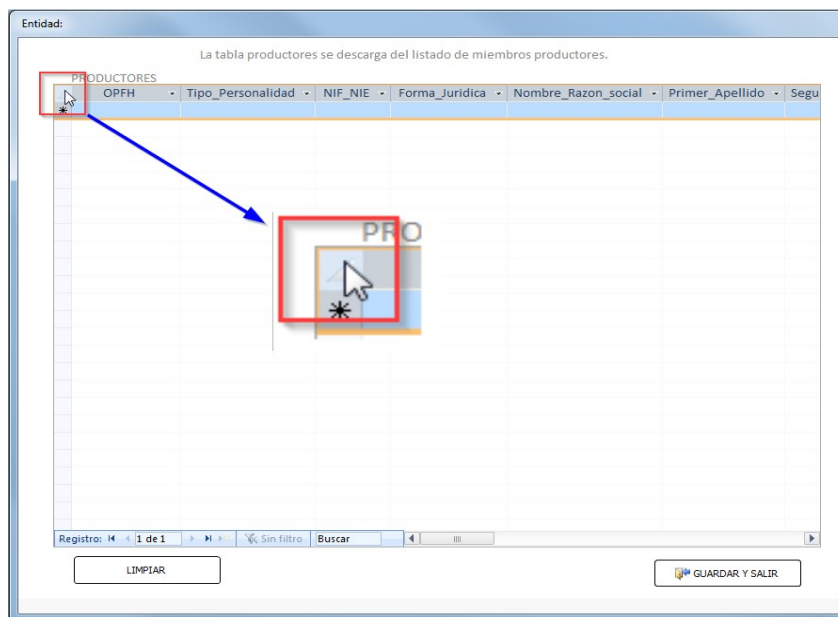 Entidad:
La tabla productores se descarga del listado de miembros productores.
PRODUCTORES
OPFH Tipo_Personalidad NIF_NIE Forma_Juridica Nombre_Razon_social Primer_Apellido Segu
*
PRO
*
Registro: 1 de 1 Sin filtro Buscar
LIMPIAR GUARDAR Y SALIR